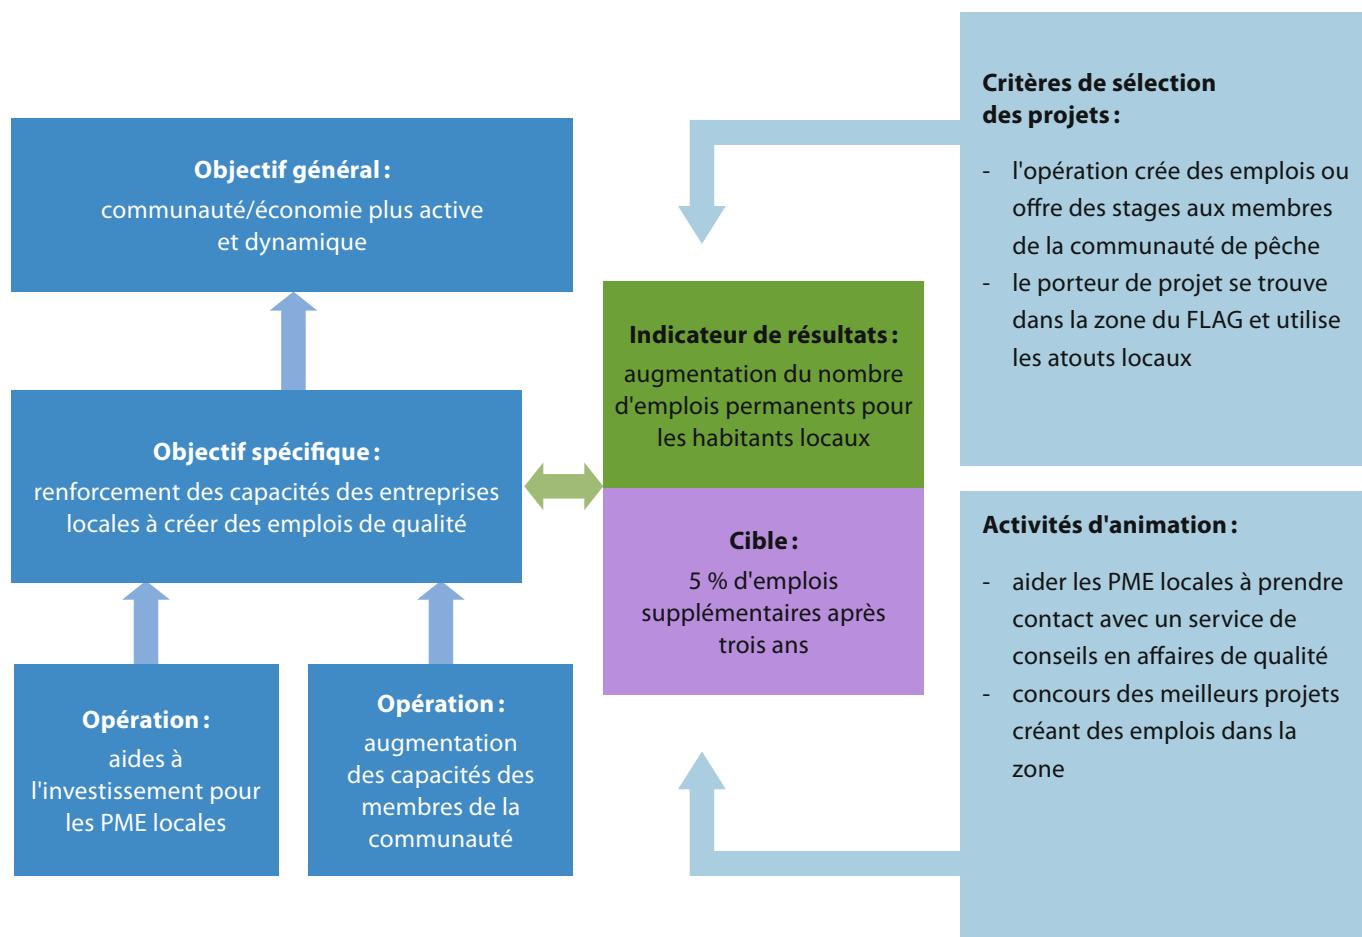 Objectif général :
communauté/économie plus active
et dynamique
Objectif spécifique :
renforcement des capacités des entreprises
locales à créer des emplois de qualité
Opération :
aides à
l'investissement pour
les PME locales
Opération :
augmentation
des capacités des
membres de la
communauté
Indicateur de résultats :
augmentation du nombre
d'emplois permanents pour
les habitants locaux
Cible :
5 % d'emplois
supplémentaires après
trois ans
Critères de sélection
des projets :
- l'opération crée des emplois ou
offre des stages aux membres
de la communauté de pêche
- le porteur de projet se trouve
dans la zone du FLAG et utilise
les atouts locaux
Activités d'animation :
- aider les PME locales à prendre
contact avec un service de
conseils en affaires de qualité
- concours des meilleurs projets
créant des emplois dans la
zone